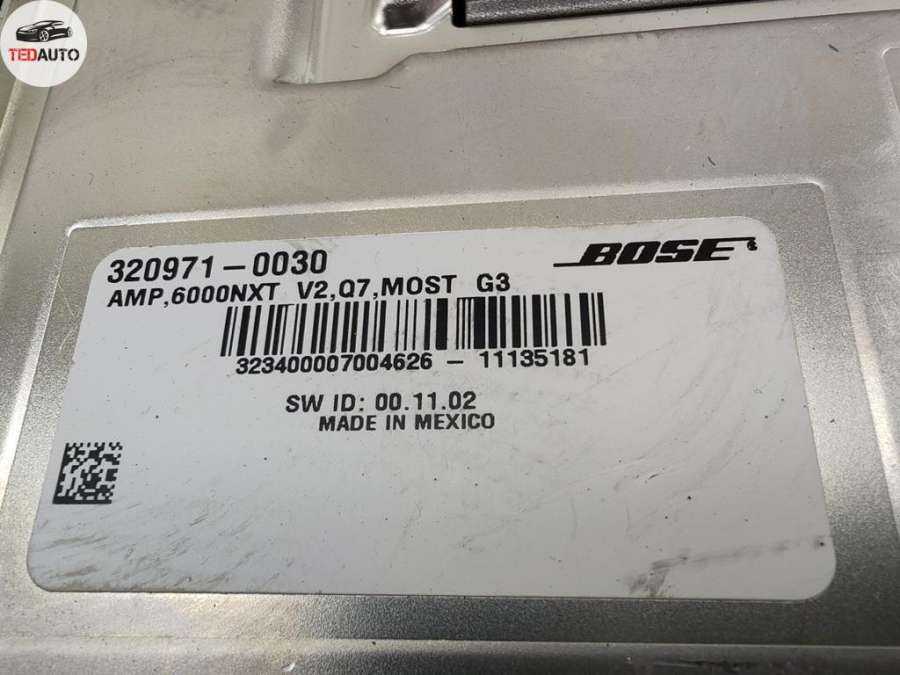 TEDAUTO
320971-0030
BOSE
AMP,6000NXT V2,Q7,MOST G3
323400007004626 - 11135181
SW ID: 00.11.02
MADE IN MEXICO